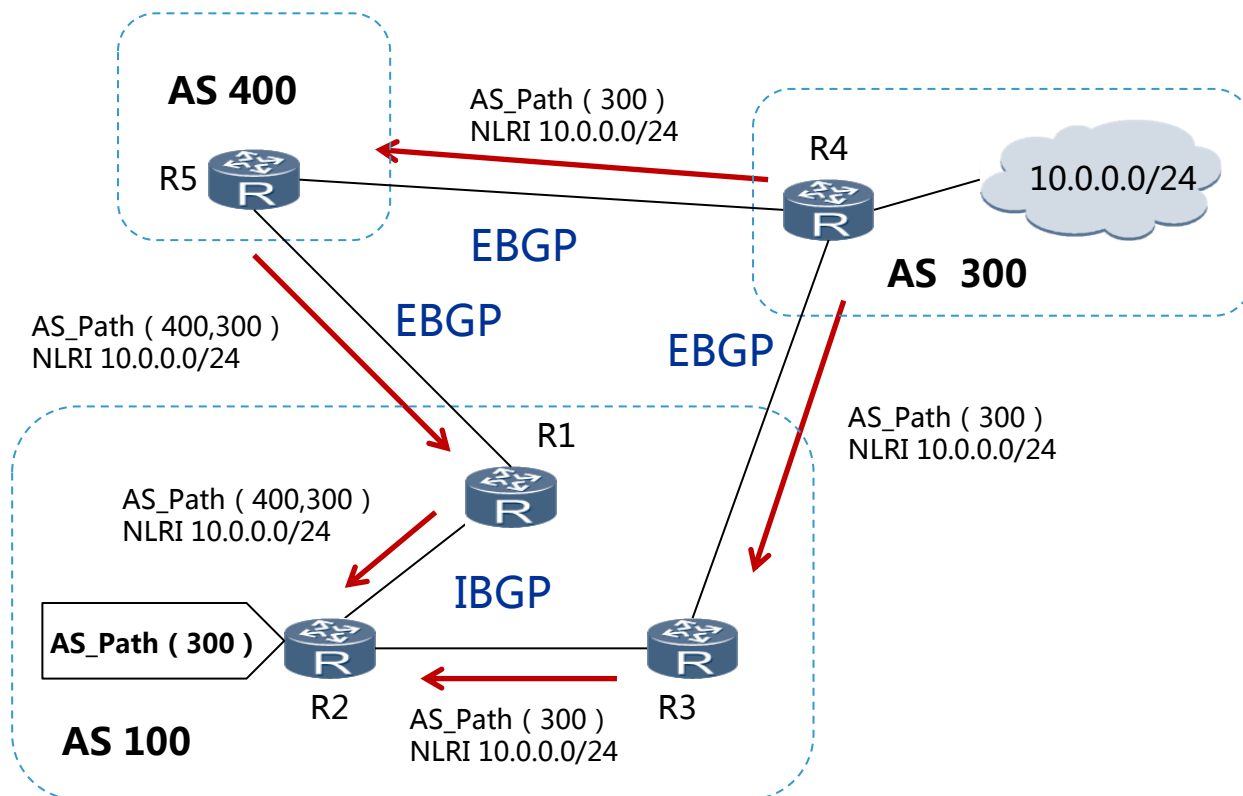 AS 400
AS_Path ( 300 )
NLRI 10.0.0.0/24
R4
R5
R
R
10.0.0.0/24
EBGP
AS 300
AS_Path ( 400,300 )
NLRI 10.0.0.0/24
EBGP
EBGP
AS_Path ( 300 )
NLRI 10.0.0.0/24
R1
R
AS_Path ( 400,300 )
NLRI 10.0.0.0/24
IBGP
AS_Path ( 300 )
R
R
R2
R3
AS_Path ( 300 )
NLRI 10.0.0.0/24
AS 100